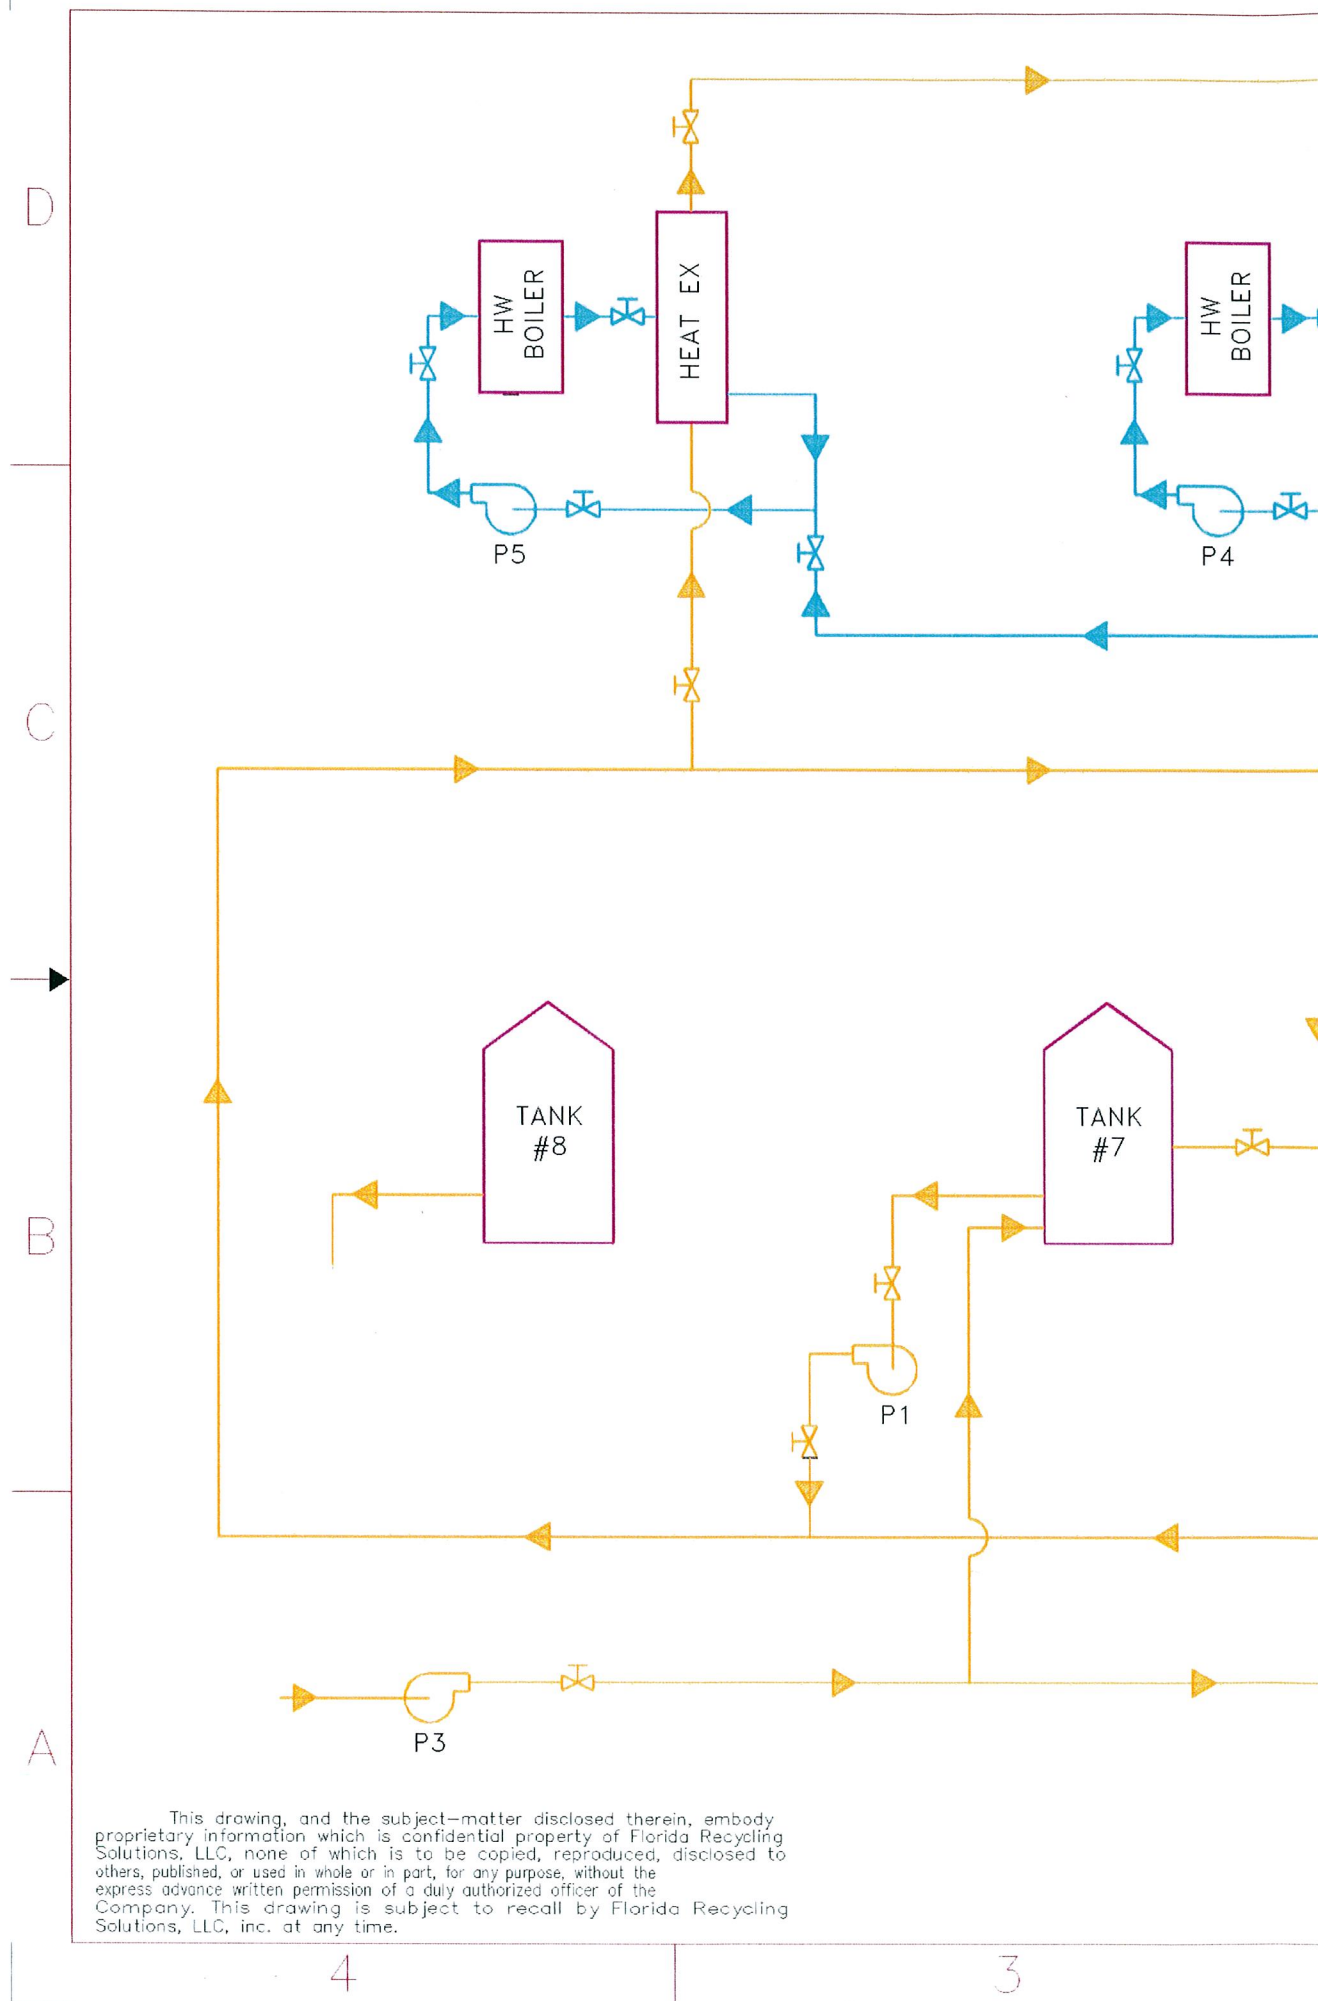 D
HW
BOILER
HEAT EX
HW
BOILER
P5
P4
C
TANK
#8
TANK
#7
B
P1
P3
A
This drawing, and the subject-matter disclosed therein, embody
proprietary information which is confidential property of Florida Recycling
Solutions, LLC, none of which is to be copied, reproduced, disclosed to
others, published, or used in whole or in part, for any purpose, without the
express advance written permission of a duly authorized officer of the
Company. This drawing is subject to recall by Florida Recycling
Solutions, LLC, inc. at any time.
4
3